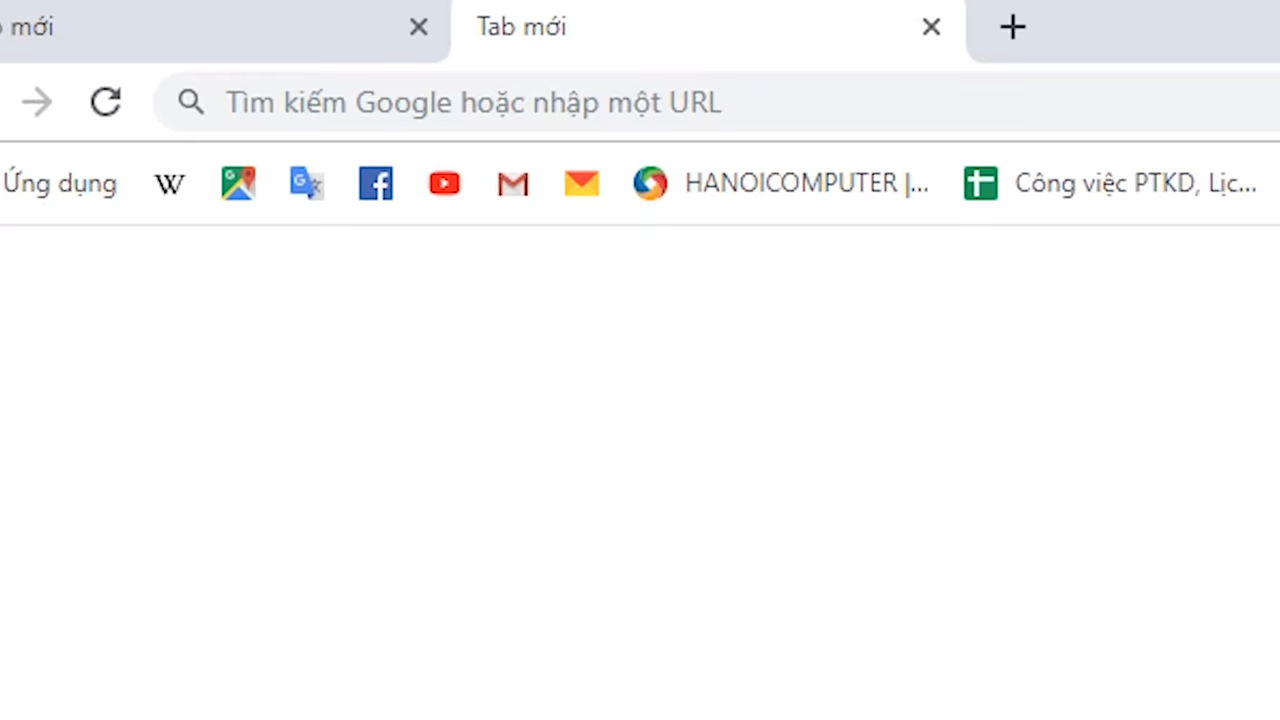 mới
Tab mới
Tìm kiếm Google hoặc nhập một URL
Ứng dụng W HANOICOMPUTER |... Công việc PTKD, Lịc...